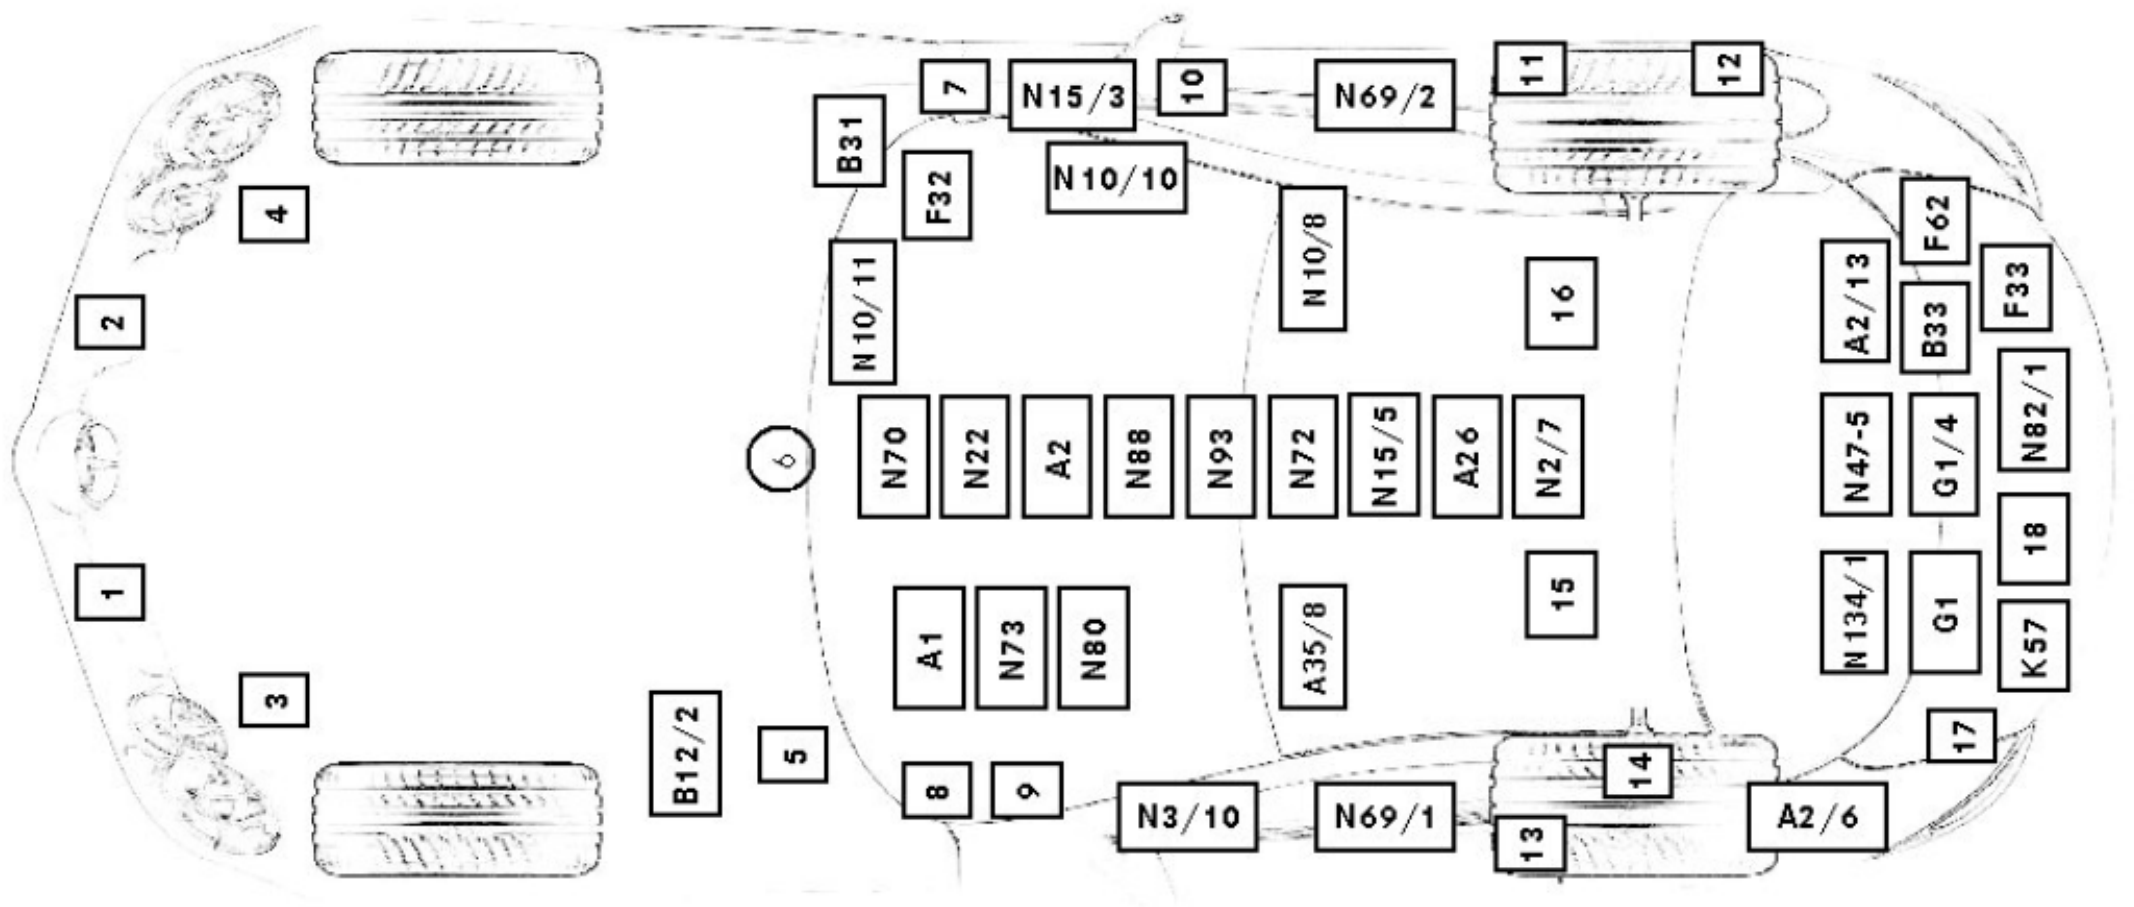 7
N15/3
10
N69/2
11
12
B31
F32
N10/10
4
N10/8
F62
2
N10/11
16
A2/13
B33
F33
6
N70
N22
A2
N88
N93
N72
N15/5
A26
N2/7
N47-5
G1/4
N82/1
1
A1
N73
N80
A35/8
15
N134/1
G1
18
K57
3
B12/2
5
8
9
N3/10
N69/1
13
14
A2/6
17